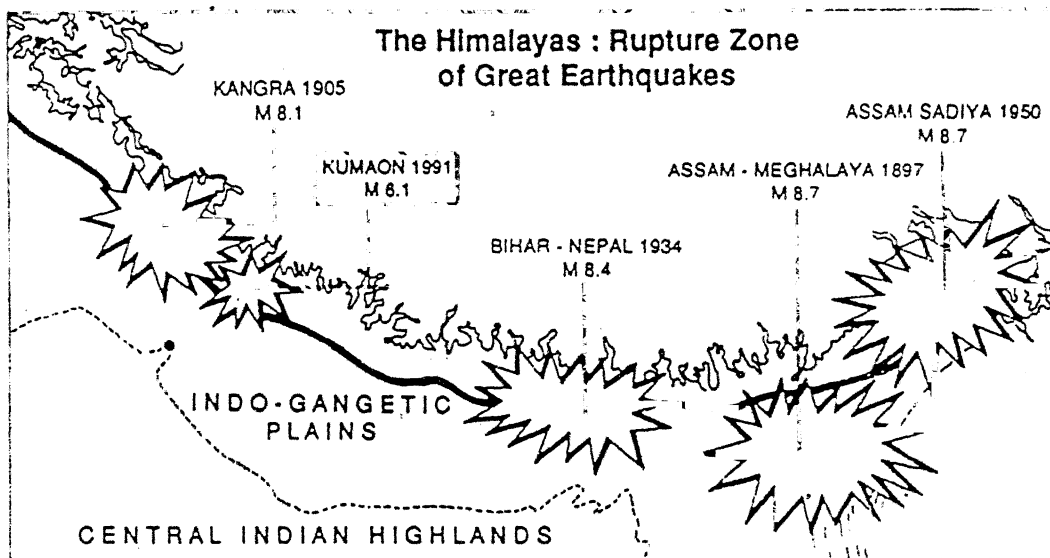 The Himalayas : Rupture Zone
of Great Earthquakes
KANGRA 1905
M 8.1
KUMAON 1991
M 6.1
ASSAM SADIYA 1950
M 8.7
ASSAM - MEGHALAYA 1897
M 8.7
BIHAR - NEPAL 1934
M 8.4
INDO-GANGETIC
PLAINS
CENTRAL INDIAN HIGHLANDS